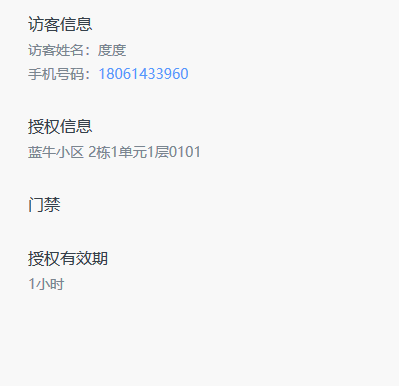 访客信息
访客姓名：度度
手机号码：18061433960
授权信息
蓝牛小区 2栋1单元1层0101
门禁
授权有效期
1小时